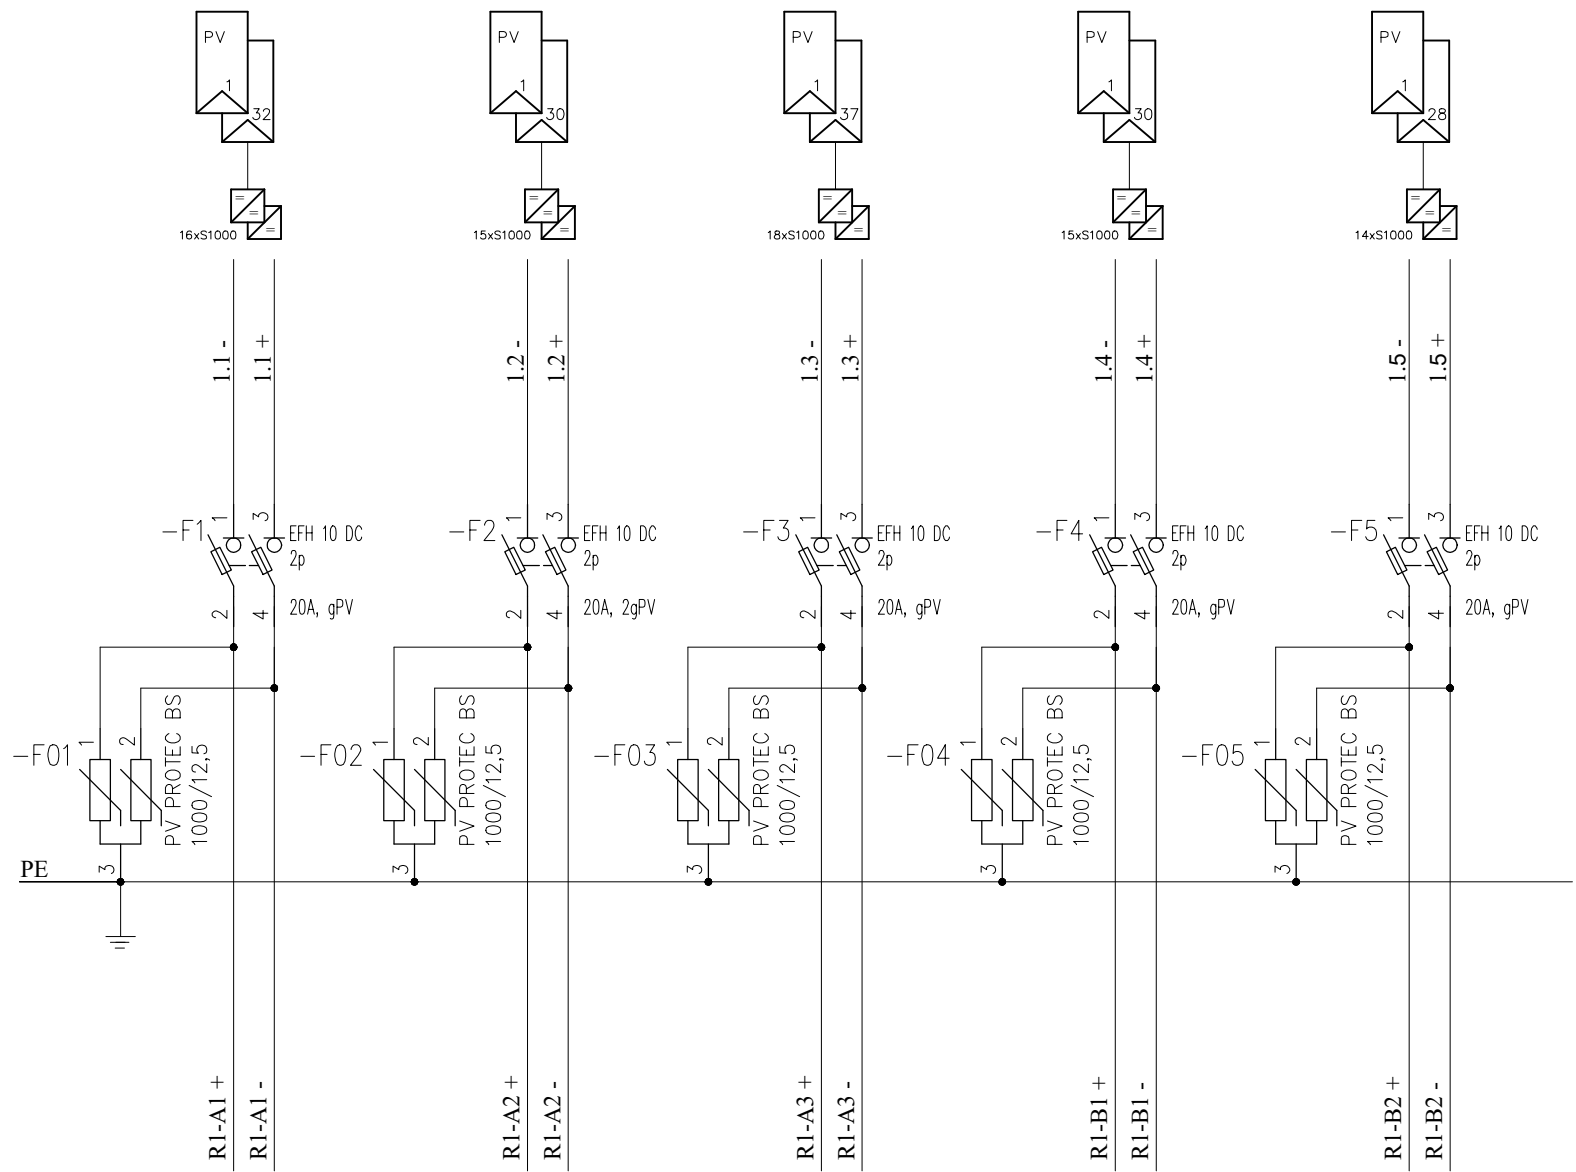 PV
1
32
PV
1
30
PV
1
37
PV
1
30
PV
1
28
16xS1000
=
=
=
15xS1000
=
=
=
18xS1000
=
=
=
15xS1000
=
=
=
14xS1000
=
=
=
1.1 -
1.1 +
1.2 -
1.2 +
1.3 -
1.3 +
1.4 -
1.4 +
1.5 -
1.5 +
-F1
1
3
EFH 10 DC
2p
2
4
20A, gPV
-F2
1
3
EFH 10 DC
2p
2
4
20A, 2gPV
-F3
1
3
EFH 10 DC
2p
2
4
20A, gPV
-F4
1
3
EFH 10 DC
2p
2
4
20A, gPV
-F5
1
3
EFH 10 DC
2p
2
4
20A, gPV
-F01
1
2
PV PROTEC BS
1000/12,5
3
-F02
1
2
PV PROTEC BS
1000/12,5
3
-F03
1
2
PV PROTEC BS
1000/12,5
3
-F04
1
2
PV PROTEC BS
1000/12,5
3
-F05
1
2
PV PROTEC BS
1000/12,5
3
PE
R1-A1 +
R1-A1 -
R1-A2 +
R1-A2 -
R1-A3 +
R1-A3 -
R1-B1 +
R1-B1 -
R1-B2 +
R1-B2 -